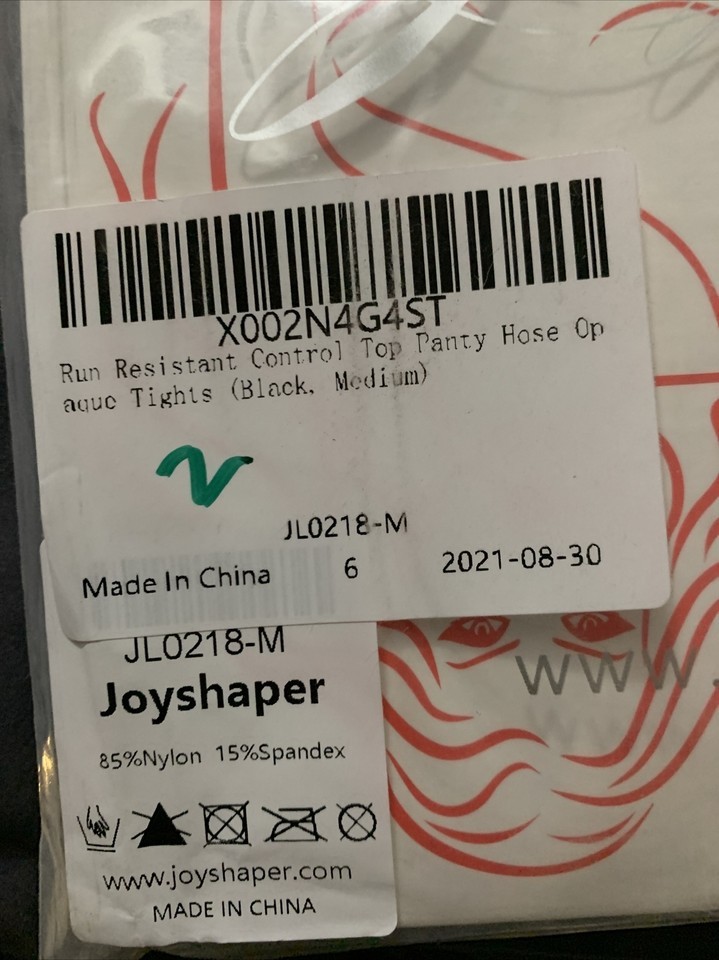 X002N4G4ST
Run Resistant Control Top Panty Hose Op
aque Tights (Black, Medium)
JL0218-M
Made In China 6 2021-08-30
JL0218-M
Joyshaper
85%Nylon 15%Spandex
www.joyshaper.com
MADE IN CHINA
www.